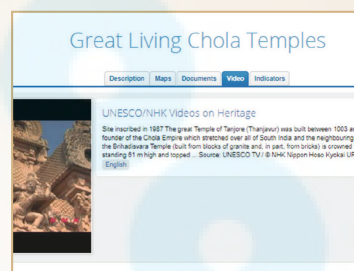 Great Living Chola Temples
Description Maps Documents Video Indicators
UNESCO/NHK Videos on Heritage
Site inscribed in 1987 The great Temple of Tanjore (Thanjavur) was built between 1003 a
founder of the Chola Empire which stretched over all of South India and the neighbouring
the Brihadisvara Temple (built from blocks of granite and, in part, from bricks) is crowned
standing 61 m high and topped ... Source: UNESCO TV / © NHK Nippon Hoso Kyokai
English